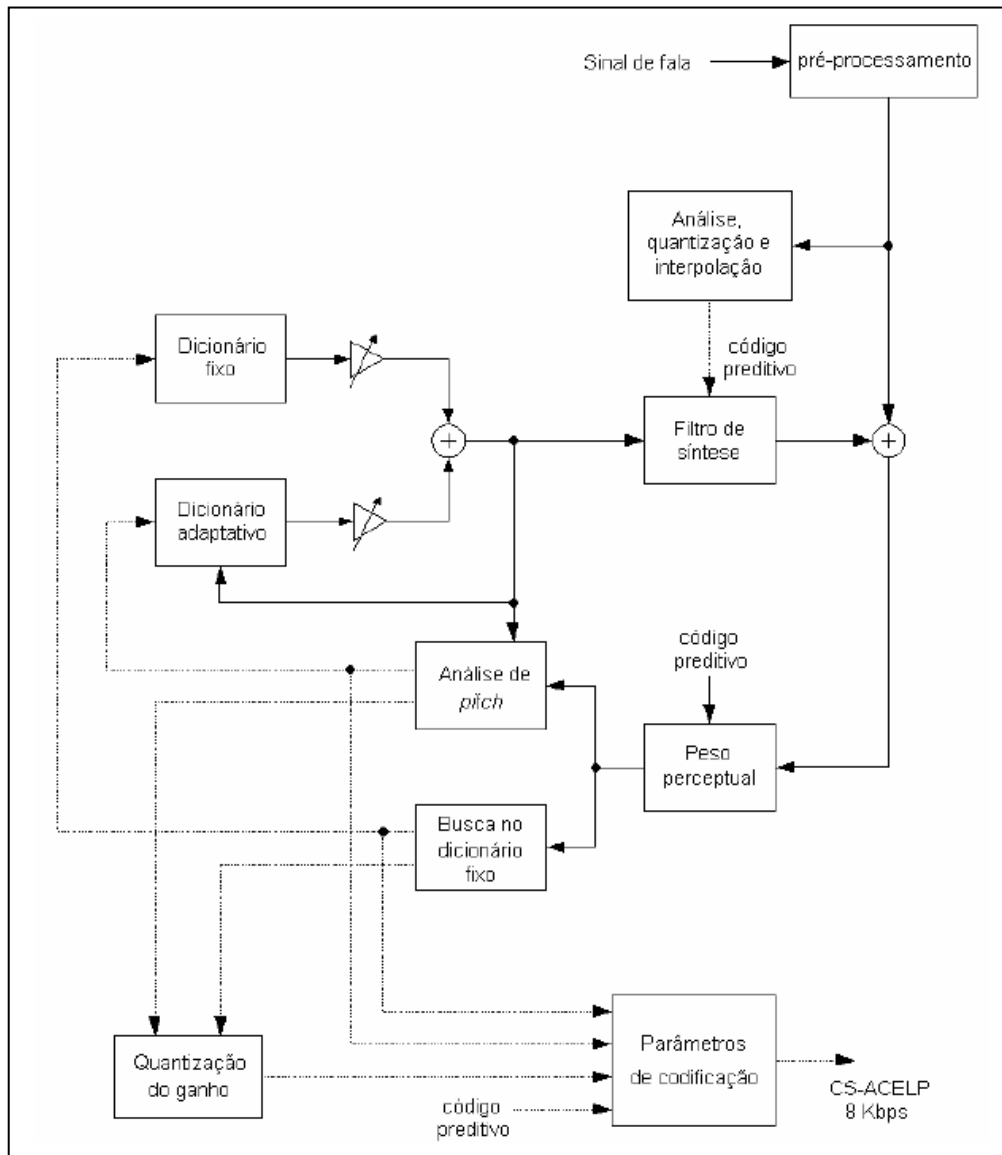 Sinal de fala
pré-processamento
Análise,
quantização e
interpolação
código
preditivo
Dicionário
fixo
Filtro de
síntese
+
+
Dicionário
adaptativo
Análise de
pitch
código
preditivo
Peso
perceptual
Busca no
dicionário
fixo
Quantização
do ganho
Parâmetros
de codificação
código
preditivo
CS-ACELP
8 Kbps